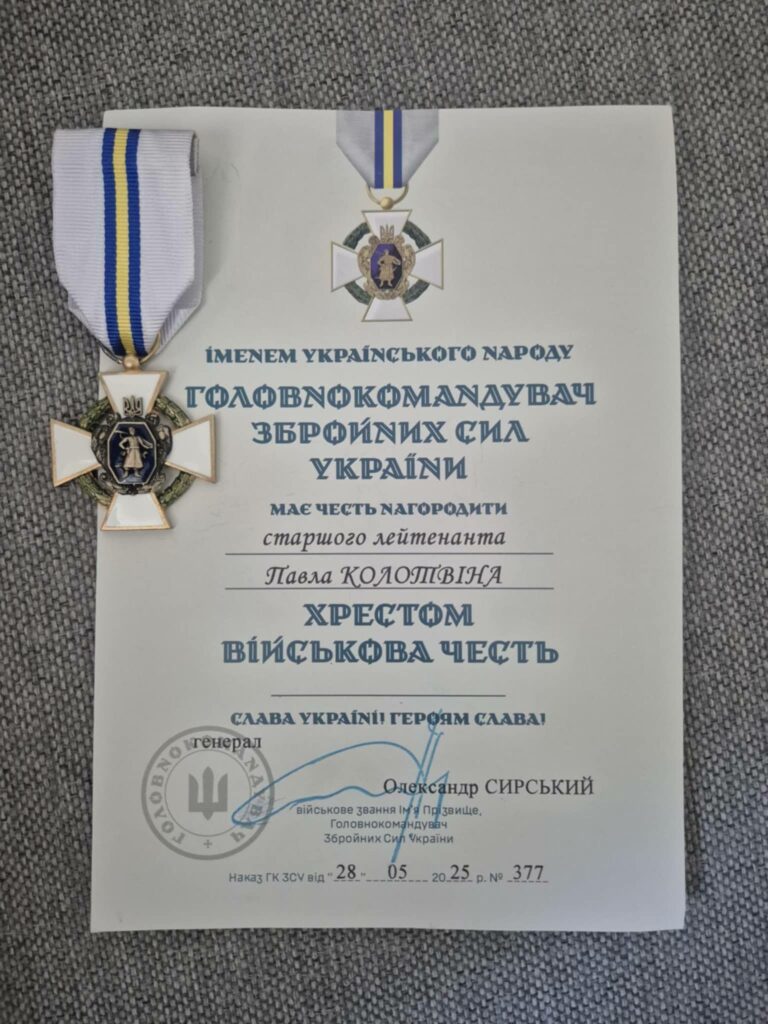 ІМЕНЕМ УКРАЇНСЬКОГО НАРОДУ
ГОЛОВНОКОМАНДУВАЧ
ЗБРОЙНИХ СИЛ
УКРАЇНИ
МАЄ ЧЕСТЬ НАГОРОДИТИ
старшого лейтенанта
Павла КОЛОТВІНА
ХРЕСТОМ
ВІЙСЬКОВА ЧЕСТЬ
СЛАВА УКРАЇНІ! ГЕРОЯМ СЛАВА!
генерал
Олександр СИРСЬКИЙ
військове звання Ім'я Прізвище,
Головнокомандувач
Збройних Сил України
ГОЛОВНОКОМАНДУВАЧ
Наказ ГК ЗСУ від "28" 05 2025 р. № 377